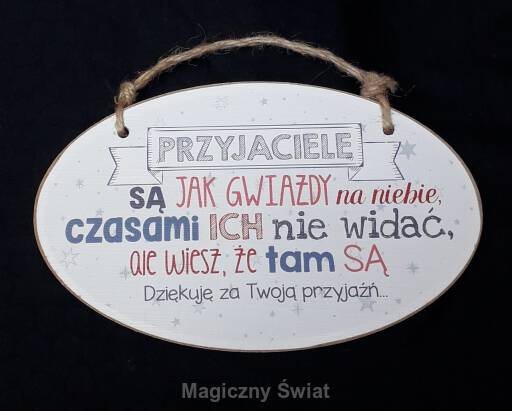 PRZYJACIELE
SĄ JAK GWIAZDY na niebie,
czasami ICH nie widać,
ale wiesz, że tam SĄ
Dziękuję za Twoją przyjaźń...
Magiczny Świat